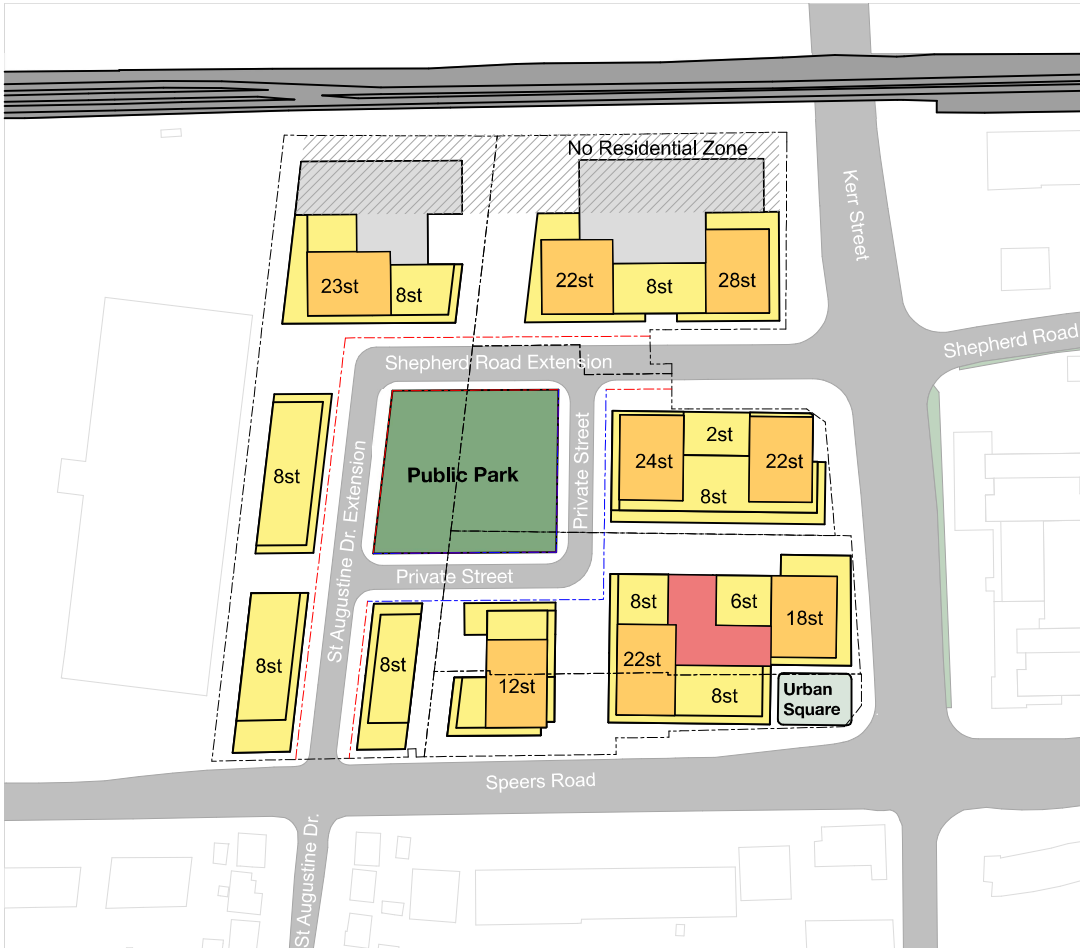 No Residential Zone
Kerr Street
23st
8st
22st
8st
28st
Shepherd Road
Shepherd Road Extension
2st
24st
22st
8st
Private Street
Public Park
8st
St Augustine Dr. Extension
Private Street
8st
6st
18st
22st
8st
8st
8st
12st
Urban
Square
Speers Road
St Augustine Dr.